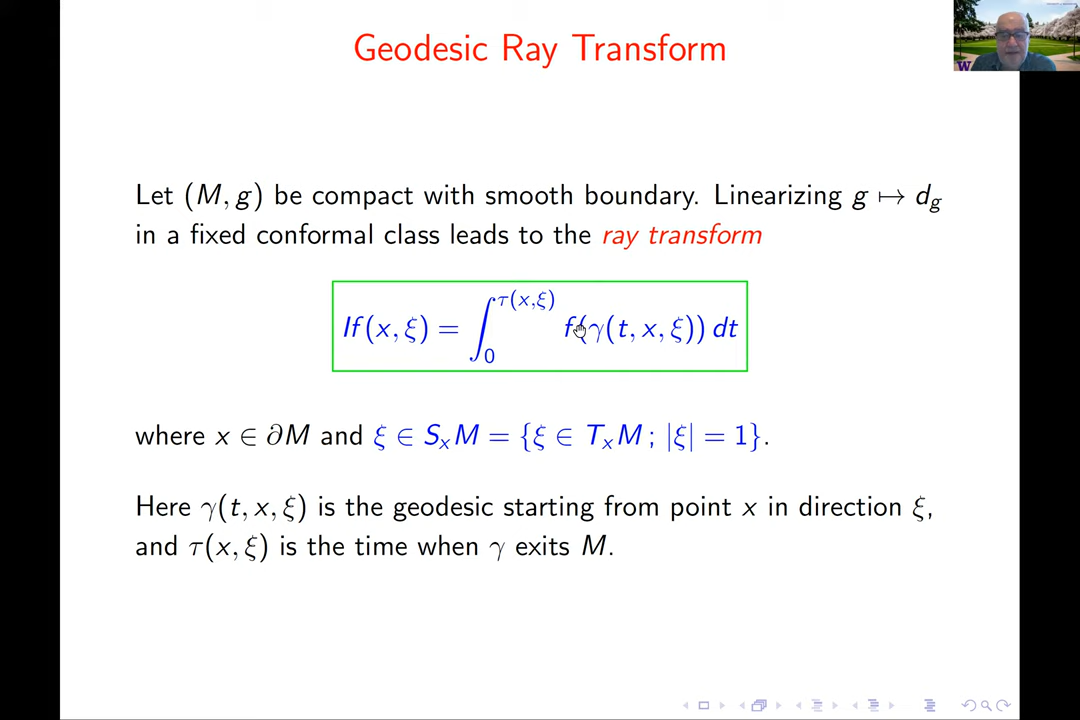 Geodesic Ray Transform
Let (M, g) be compact with smooth boundary. Linearizing g ↦ d_g
in a fixed conformal class leads to the ray transform
If(x, ξ) = ∫_0^{τ(x,ξ)} f(γ(t, x, ξ)) dt
where x ∈ ∂M and ξ ∈ S_xM = {ξ ∈ T_xM ; |ξ| = 1}.
Here γ(t, x, ξ) is the geodesic starting from point x in direction ξ,
and τ(x, ξ) is the time when γ exits M.
W